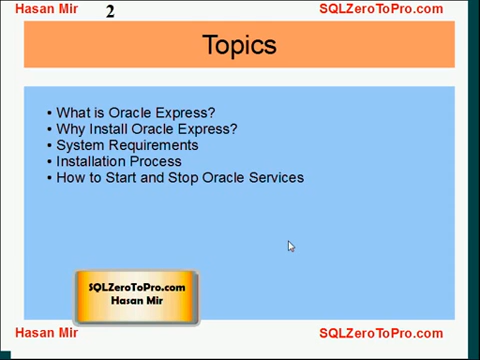 Hasan Mir 2 SQLZeroToPro.com
Topics
• What is Oracle Express?
• Why Install Oracle Express?
• System Requirements
• Installation Process
• How to Start and Stop Oracle Services
SQLZeroToPro.com
Hasan Mir
Hasan Mir SQLZeroToPro.com